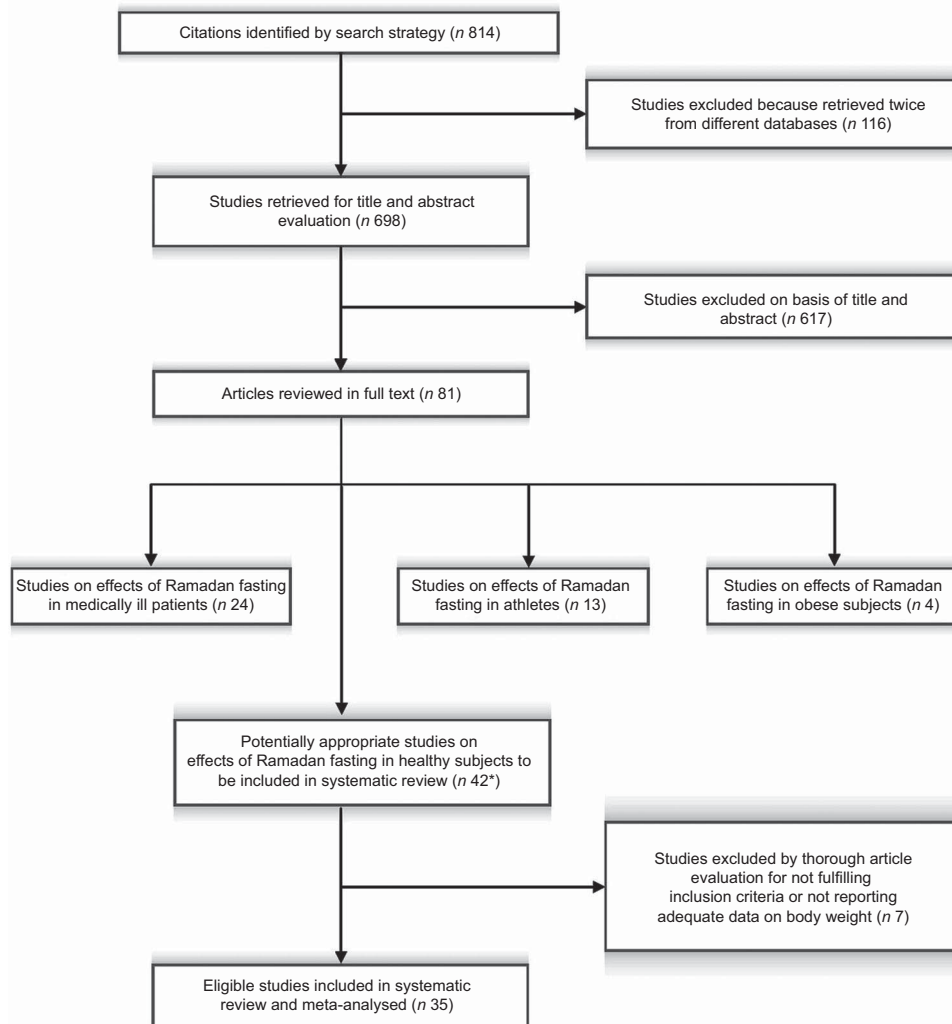 Citations identified by search strategy (n 814)
Studies excluded because retrieved twice
from different databases (n 116)
Studies retrieved for title and abstract
evaluation (n 698)
Studies excluded on basis of title and
abstract (n 617)
Articles reviewed in full text (n 81)
Studies on effects of Ramadan fasting
in medically ill patients (n 24)
Studies on effects of Ramadan
fasting in athletes (n 13)
Studies on effects of Ramadan
fasting in obese subjects (n 4)
Potentially appropriate studies on
effects of Ramadan fasting in healthy subjects to
be included in systematic review (n 42*)
Studies excluded by thorough article
evaluation for not fulfilling
inclusion criteria or not reporting
adequate data on body weight (n 7)
Eligible studies included in systematic
review and meta-analysed (n 35)